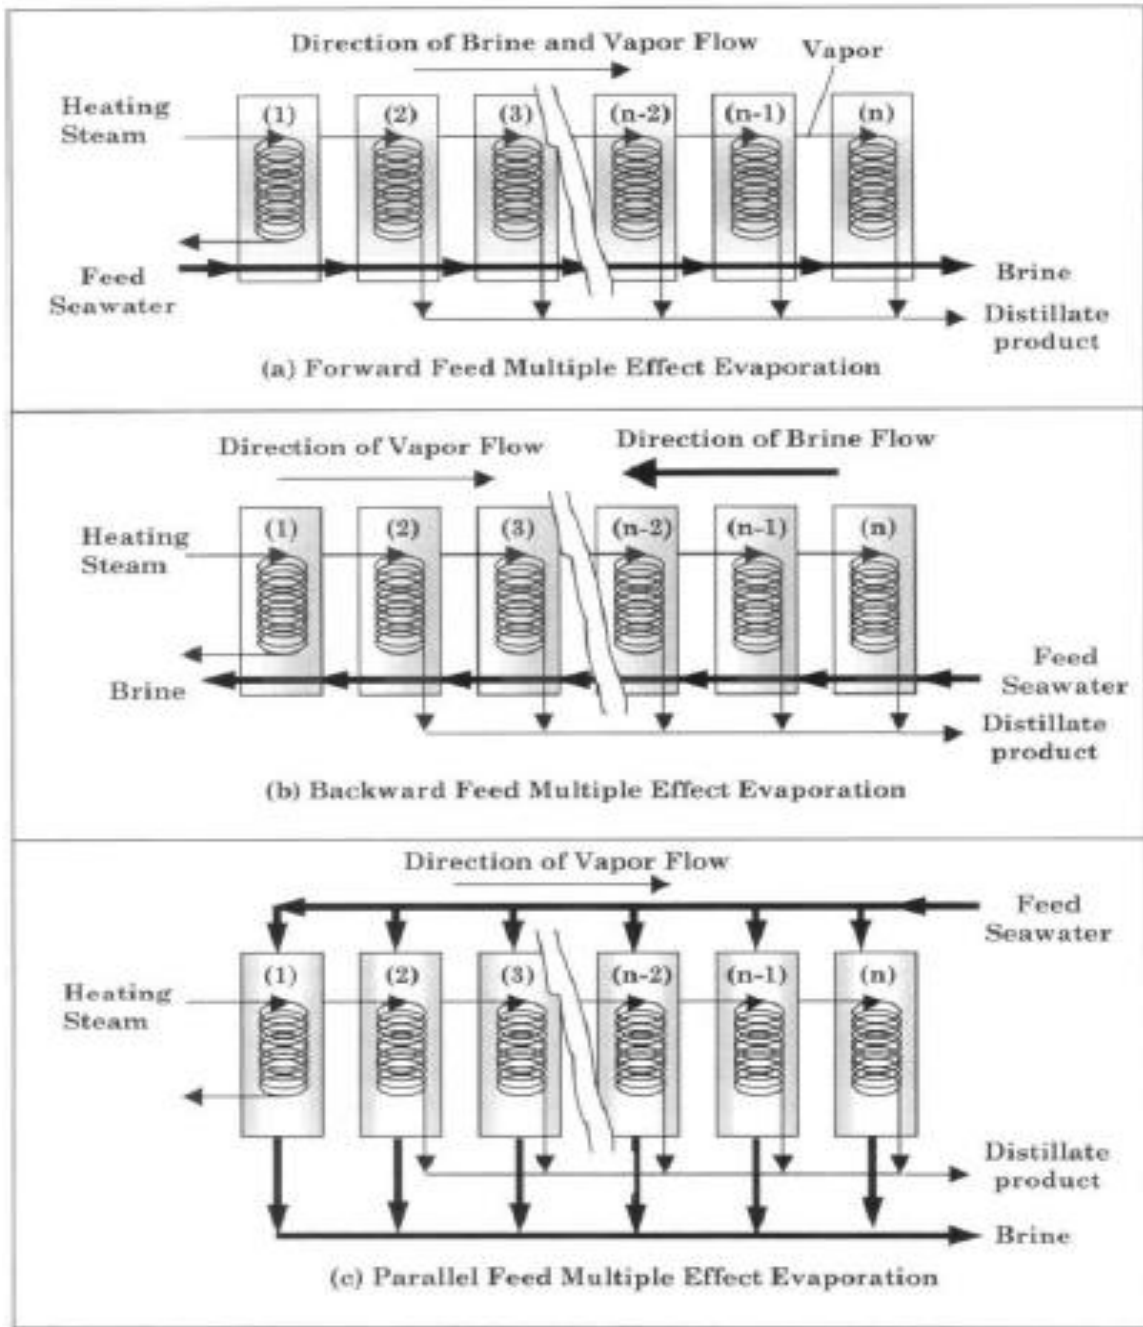 Direction of Brine and Vapor Flow
Vapor
Heating
Steam
(1)
(2)
(3)
(n-2)
(n-1)
(n)
Feed
Seawater
Brine
Distillate
product
(a) Forward Feed Multiple Effect Evaporation
Direction of Vapor Flow
Direction of Brine Flow
Heating
Steam
(1)
(2)
(3)
(n-2)
(n-1)
(n)
Brine
Feed
Seawater
Distillate
product
(b) Backward Feed Multiple Effect Evaporation
Direction of Vapor Flow
Feed
Seawater
Heating
Steam
(1)
(2)
(3)
(n-2)
(n-1)
(n)
Distillate
product
Brine
(c) Parallel Feed Multiple Effect Evaporation